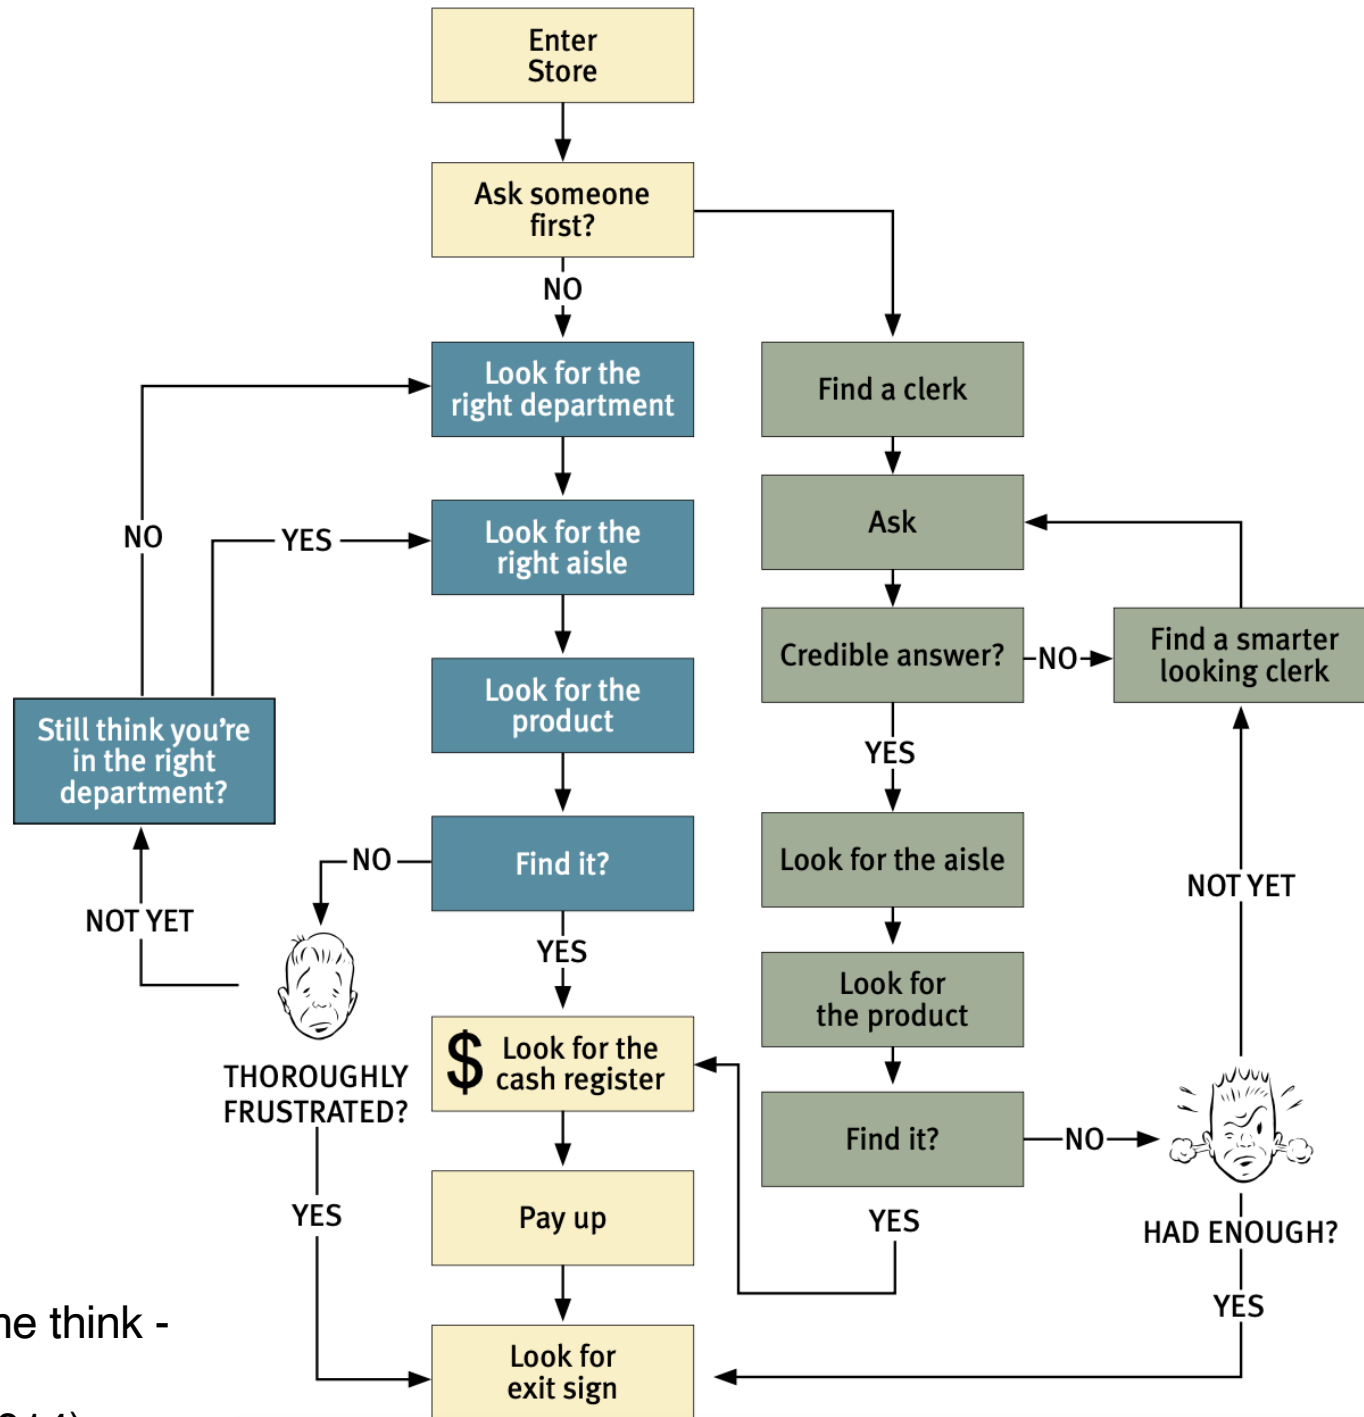 Enter
Store
Ask someone
first?
NO
Look for the
right department
Find a clerk
NO
YES
Look for the
right aisle
Ask
Look for the
product
Credible answer?
NO
Find a smarter
looking clerk
Still think you're
in the right
department?
YES
Find it?
NO
Look for the aisle
NOT YET
NOT YET
YES
Look for
the product
$ Look for the
cash register
THOROUGHLY
FRUSTRATED?
Find it?
NO
Pay up
YES
YES
HAD ENOUGH?
YES
think -
Look for
exit sign